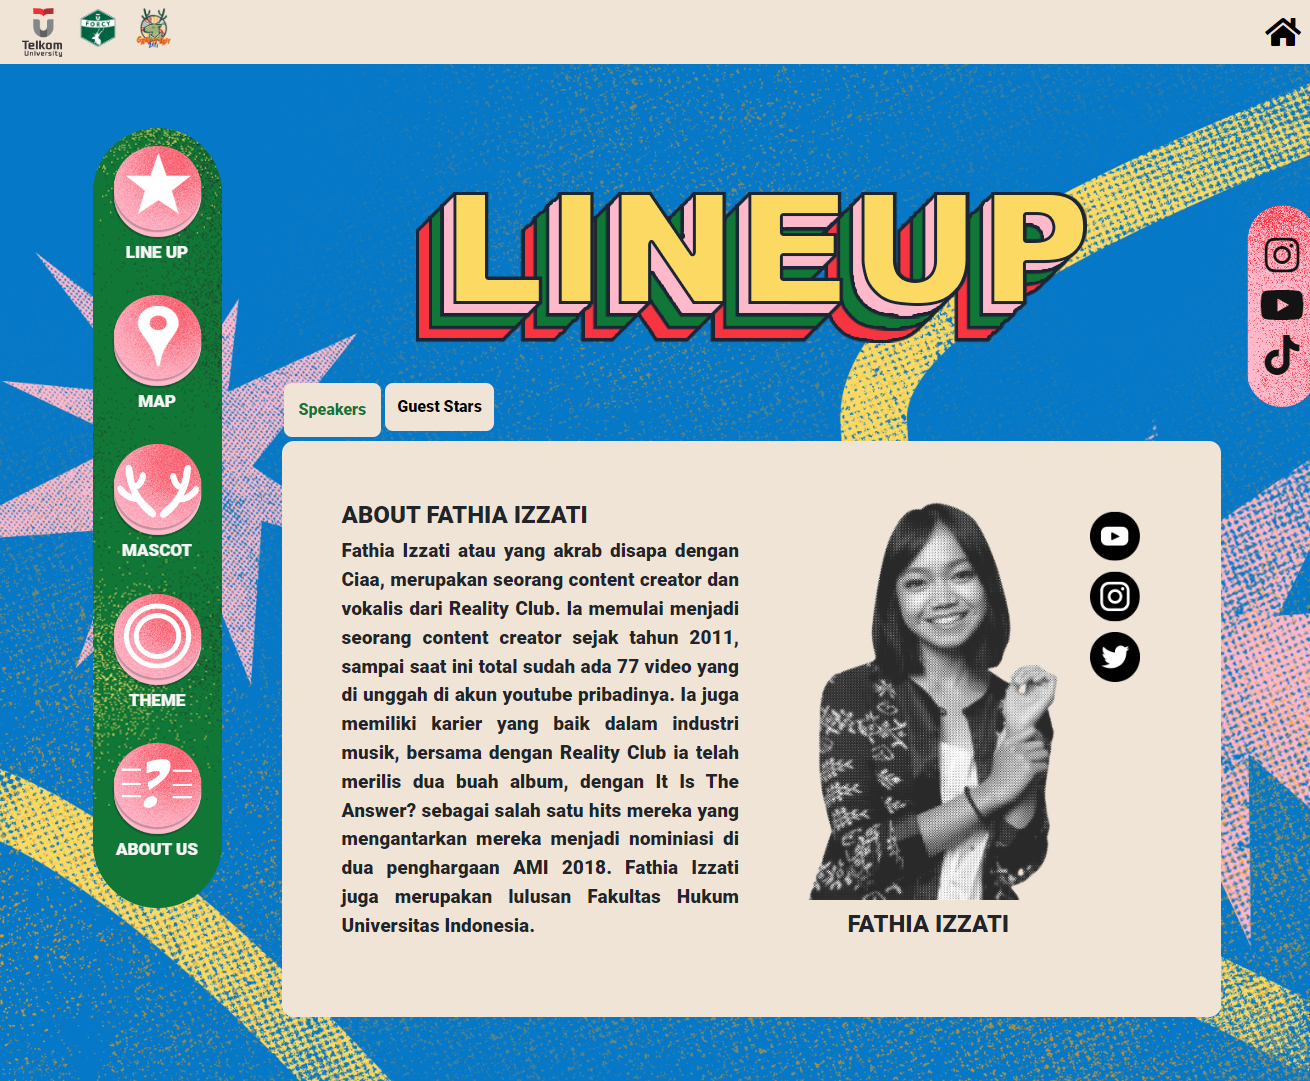 Telkom
University
FORCY
LINEUP
LINE UP
MAP
MASCOT
THEME
?
ABOUT US
Speakers
Guest Stars
ABOUT FATHIA IZZATI
Fathia Izzati atau yang akrab disapa dengan
Ciaa, merupakan seorang content creator dan
vokalis dari Reality Club. Ia memulai menjadi
seorang content creator sejak tahun 2011,
sampai saat ini total sudah ada 77 video yang
di unggah di akun youtube pribadinya. Ia juga
memiliki karier yang baik dalam industri
musik, bersama dengan Reality Club ia telah
merilis dua buah album, dengan It Is The
Answer? sebagai salah satu hits mereka yang
mengantarkan mereka menjadi nominiasi di
dua penghargaan AMI 2018. Fathia Izzati
juga merupakan lulusan Fakultas Hukum
Universitas Indonesia.
FATHIA IZZATI